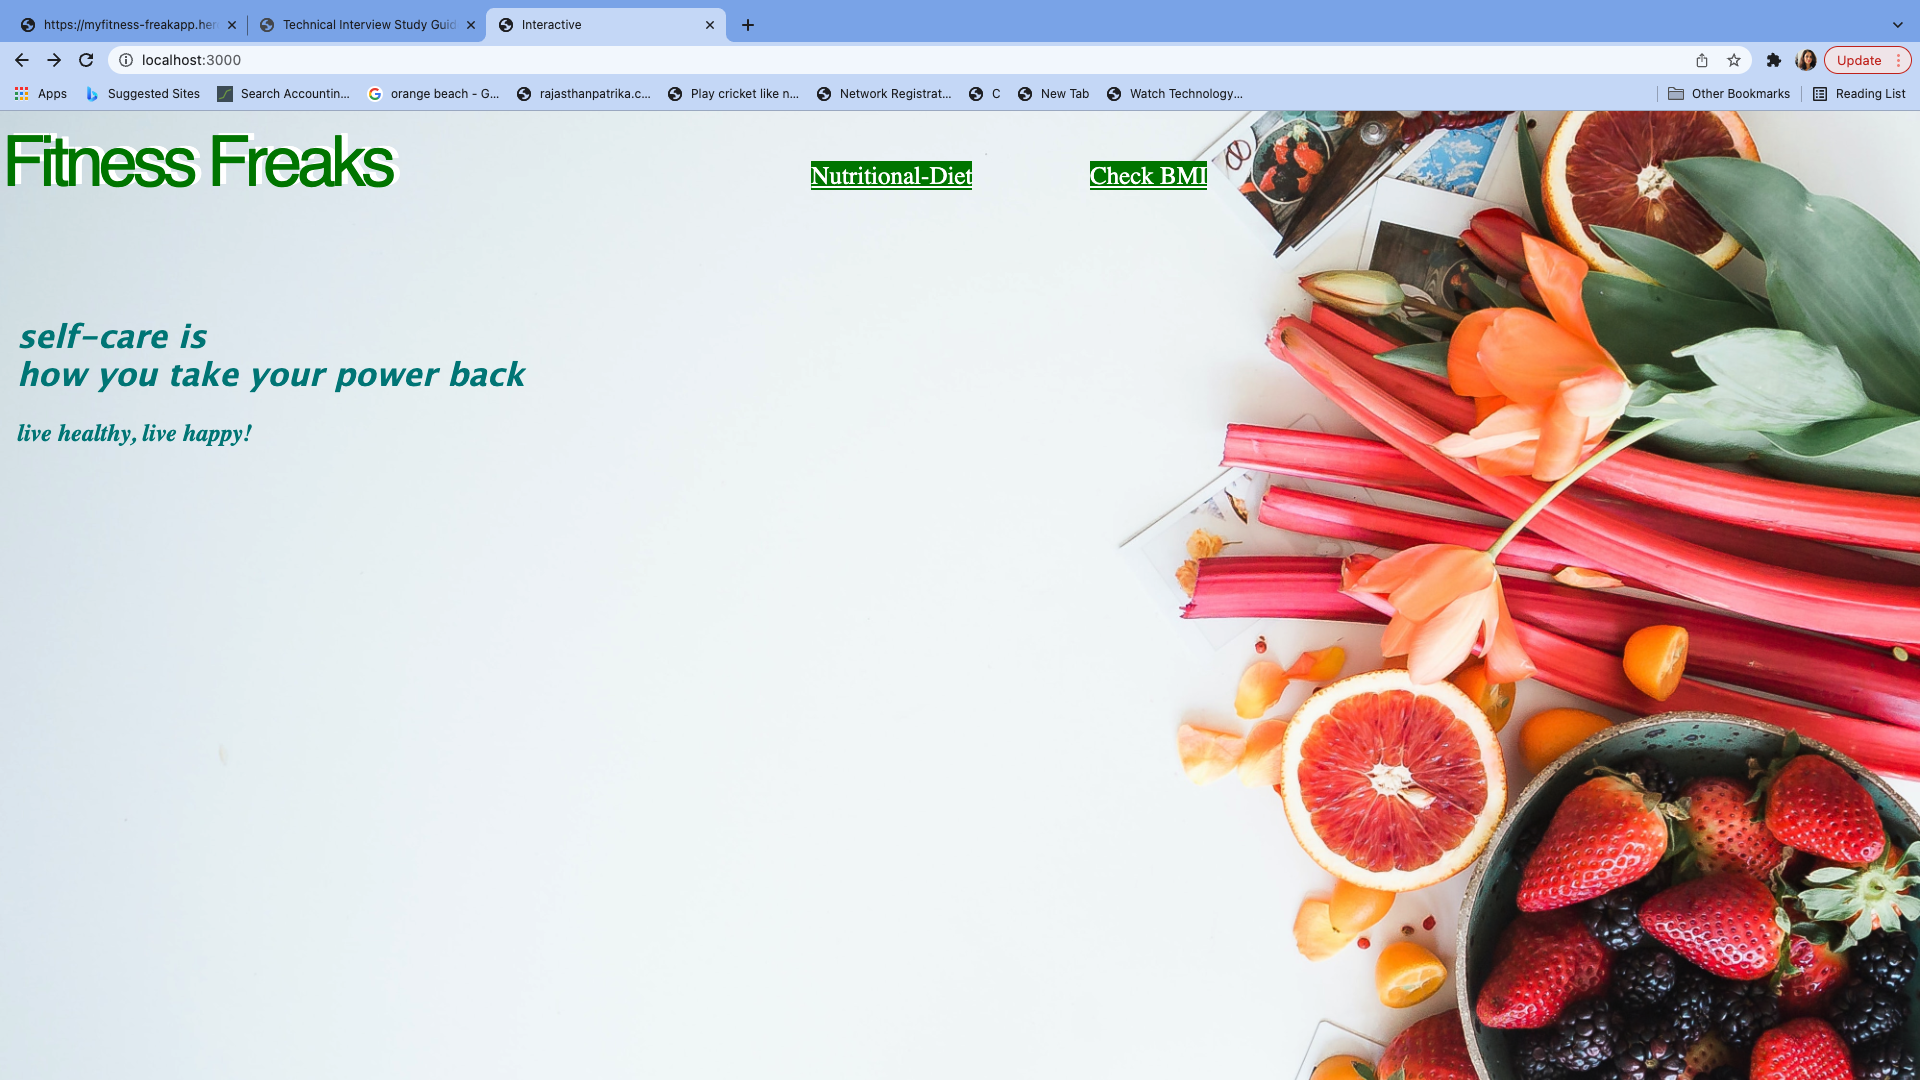 https://myfitness-freakapp.her
Technical Interview Study Guid
Interactive
localhost:3000
Update
Apps
Suggested Sites
Search Accountin...
orange beach - G...
rajasthanpatrika.c...
Play cricket like n...
Network Registrat...
C
New Tab
Watch Technology...
Other Bookmarks
Reading List
Fitness Freaks
Nutritional-Diet
Check BMI
self-care is
how you take your power back
live healthy, live happy!